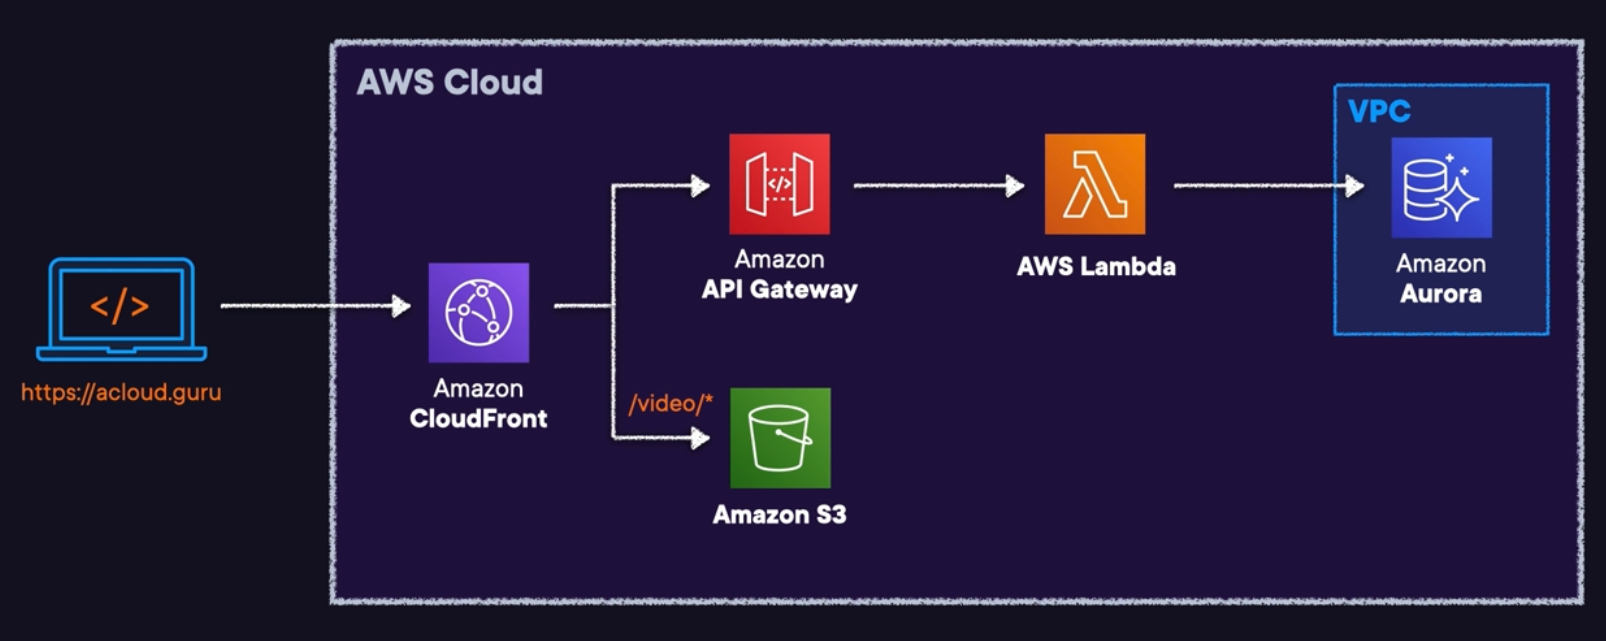 AWS Cloud
VPC
</>
Amazon
API Gateway
AWS Lambda
Amazon
Aurora
</>
https://acloud.guru
Amazon
CloudFront
/video/*
Amazon S3